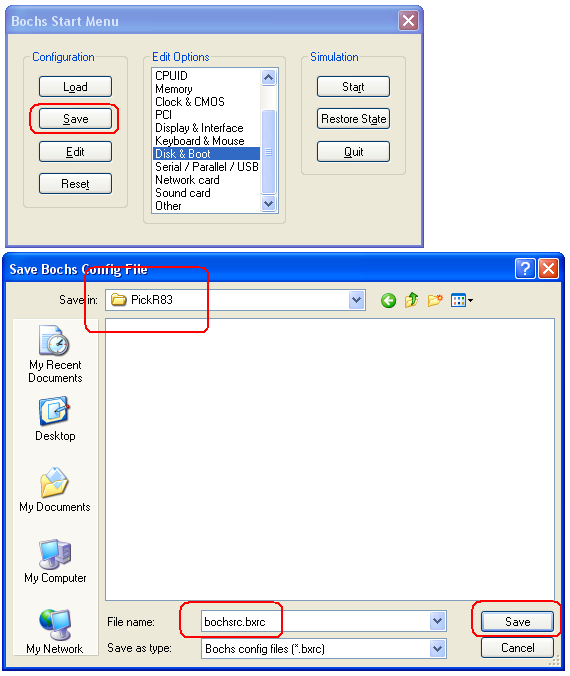 Bochs Start Menu
Configuration
Edit Options
Simulation
Load
Save
Edit
Reset
CPUID
Memory
Clock & CMOS
PCI
Display & Interface
Keyboard & Mouse
Disk & Boot
Serial / Parallel / USB
Network card
Sound card
Other
Start
Restore State
Quit
Save Bochs Config File
Save in:
PickR83
My Recent
Documents
Desktop
My Documents
My Computer
My Network
File name:
bochsrc.bxrc
Save
Save as type:
Bochs config files (*.bxrc)
Cancel